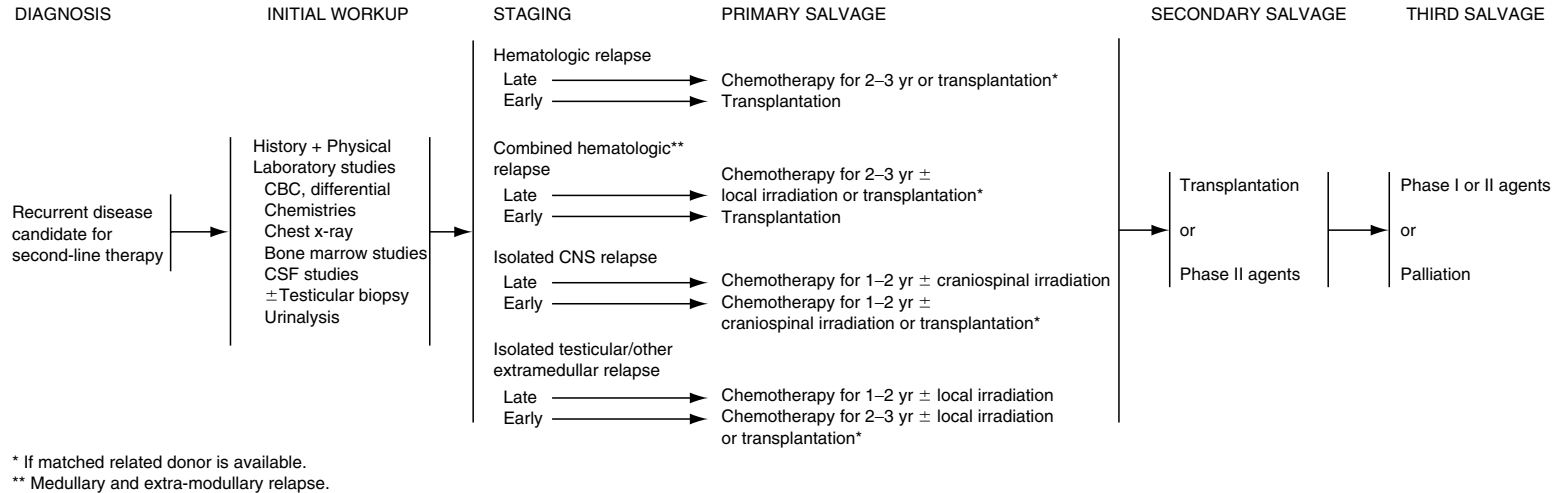 DIAGNOSIS
INITIAL WORKUP
STAGING
PRIMARY SALVAGE
SECONDARY SALVAGE
THIRD SALVAGE
Recurrent disease
candidate for
second-line therapy
History + Physical
Laboratory studies
CBC, differential
Chemistries
Chest x-ray
Bone marrow studies
CSF studies
±Testicular biopsy
Urinalysis
Hematologic relapse
Late
Chemotherapy for 2–3 yr or transplantation*
Early
Transplantation
Combined hematologic**
relapse
Late
Chemotherapy for 2–3 yr ±
local irradiation or transplantation*
Early
Transplantation
Isolated CNS relapse
Late
Chemotherapy for 1–2 yr ± craniospinal irradiation
Early
Chemotherapy for 1–2 yr ±
craniospinal irradiation or transplantation*
Isolated testicular/other
extramedullar relapse
Late
Chemotherapy for 1–2 yr ± local irradiation
Early
Chemotherapy for 2–3 yr ± local irradiation
or transplantation*
Transplantation
or
Phase II agents
Phase I or II agents
or
Palliation
* If matched related donor is available.
** Medullary and extra-modullary relapse.